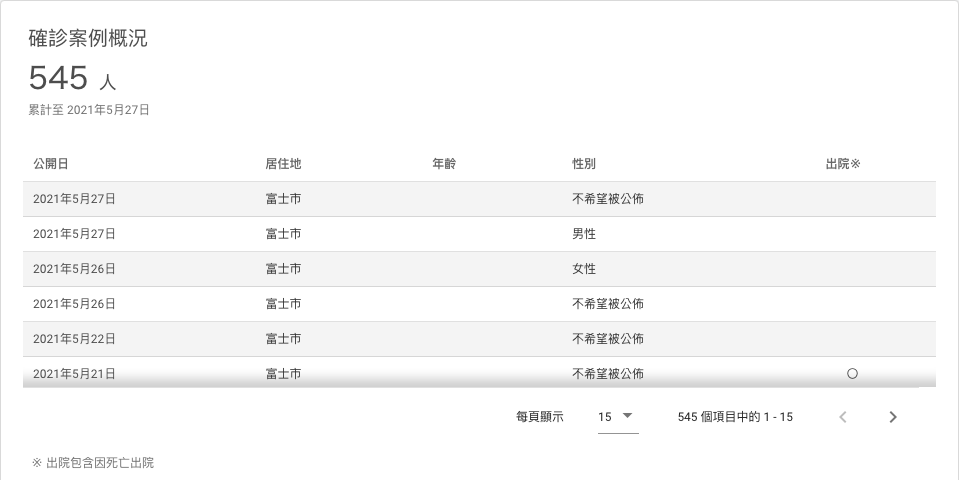 確診案例概況
545 人
累計至 2021年5月27日
公開日 居住地 年齡 性別 出院※
2021年5月27日 富士市 不希望被公佈
2021年5月27日 富士市 男性
2021年5月26日 富士市 女性
2021年5月26日 富士市 不希望被公佈
2021年5月22日 富士市 不希望被公佈
2021年5月21日 富士市 不希望被公佈 ○
每頁顯示 15 545 個項目中的 1 - 15
※ 出院包含因死亡出院